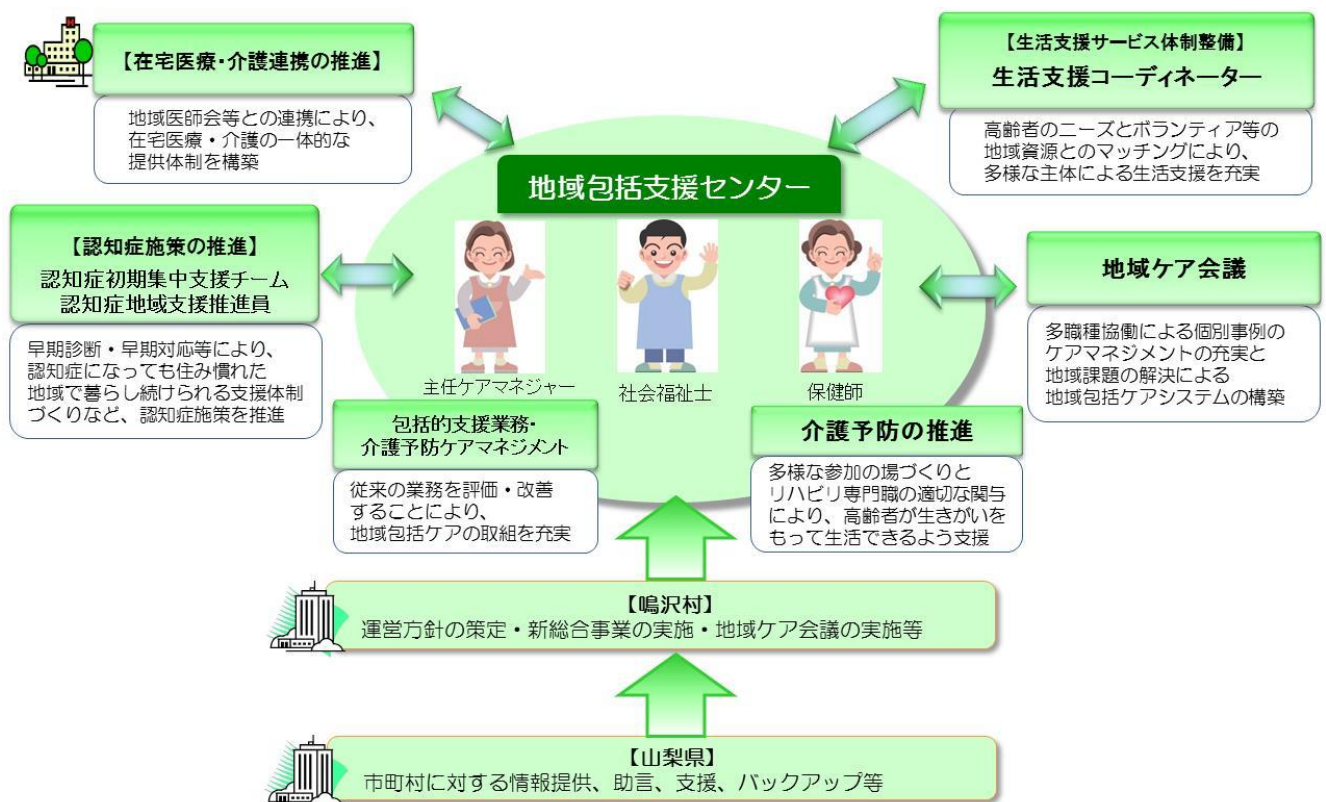 【在宅医療・介護連携の推進】
地域医師会等との連携により、
在宅医療・介護の一体的な
提供体制を構築
【生活支援サービス体制整備】
生活支援コーディネーター
高齢者のニーズとボランティア等の
地域資源とのマッチングにより、
多様な主体による生活支援を充実
地域包括支援センター
【認知症施策の推進】
認知症初期集中支援チーム
認知症地域支援推進員
早期診断・早期対応等により、
認知症になっても住み慣れた
地域で暮らし続けられる支援体制
づくりなど、認知症施策を推進
地域ケア会議
多職種協働による個別事例の
ケアマネジメントの充実と
地域課題の解決による
地域包括ケアシステムの構築
主任ケアマネジャー
社会福祉士
保健師
包括的支援業務・
介護予防ケアマネジメント
従来の業務を評価・改善
することにより、
地域包括ケアの取組を充実
介護予防の推進
多様な参加の場づくりと
リハビリ専門職の適切な関与
により、高齢者が生きがいを
もって生活できるよう支援
【鳴沢村】
運営方針の策定・新総合事業の実施・地域ケア会議の実施等
【山梨県】
市町村に対する情報提供、助言、支援、バックアップ等